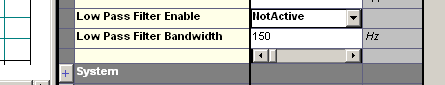 Low Pass Filter Enable NotActive
Low Pass Filter Bandwidth 150 Hz
System